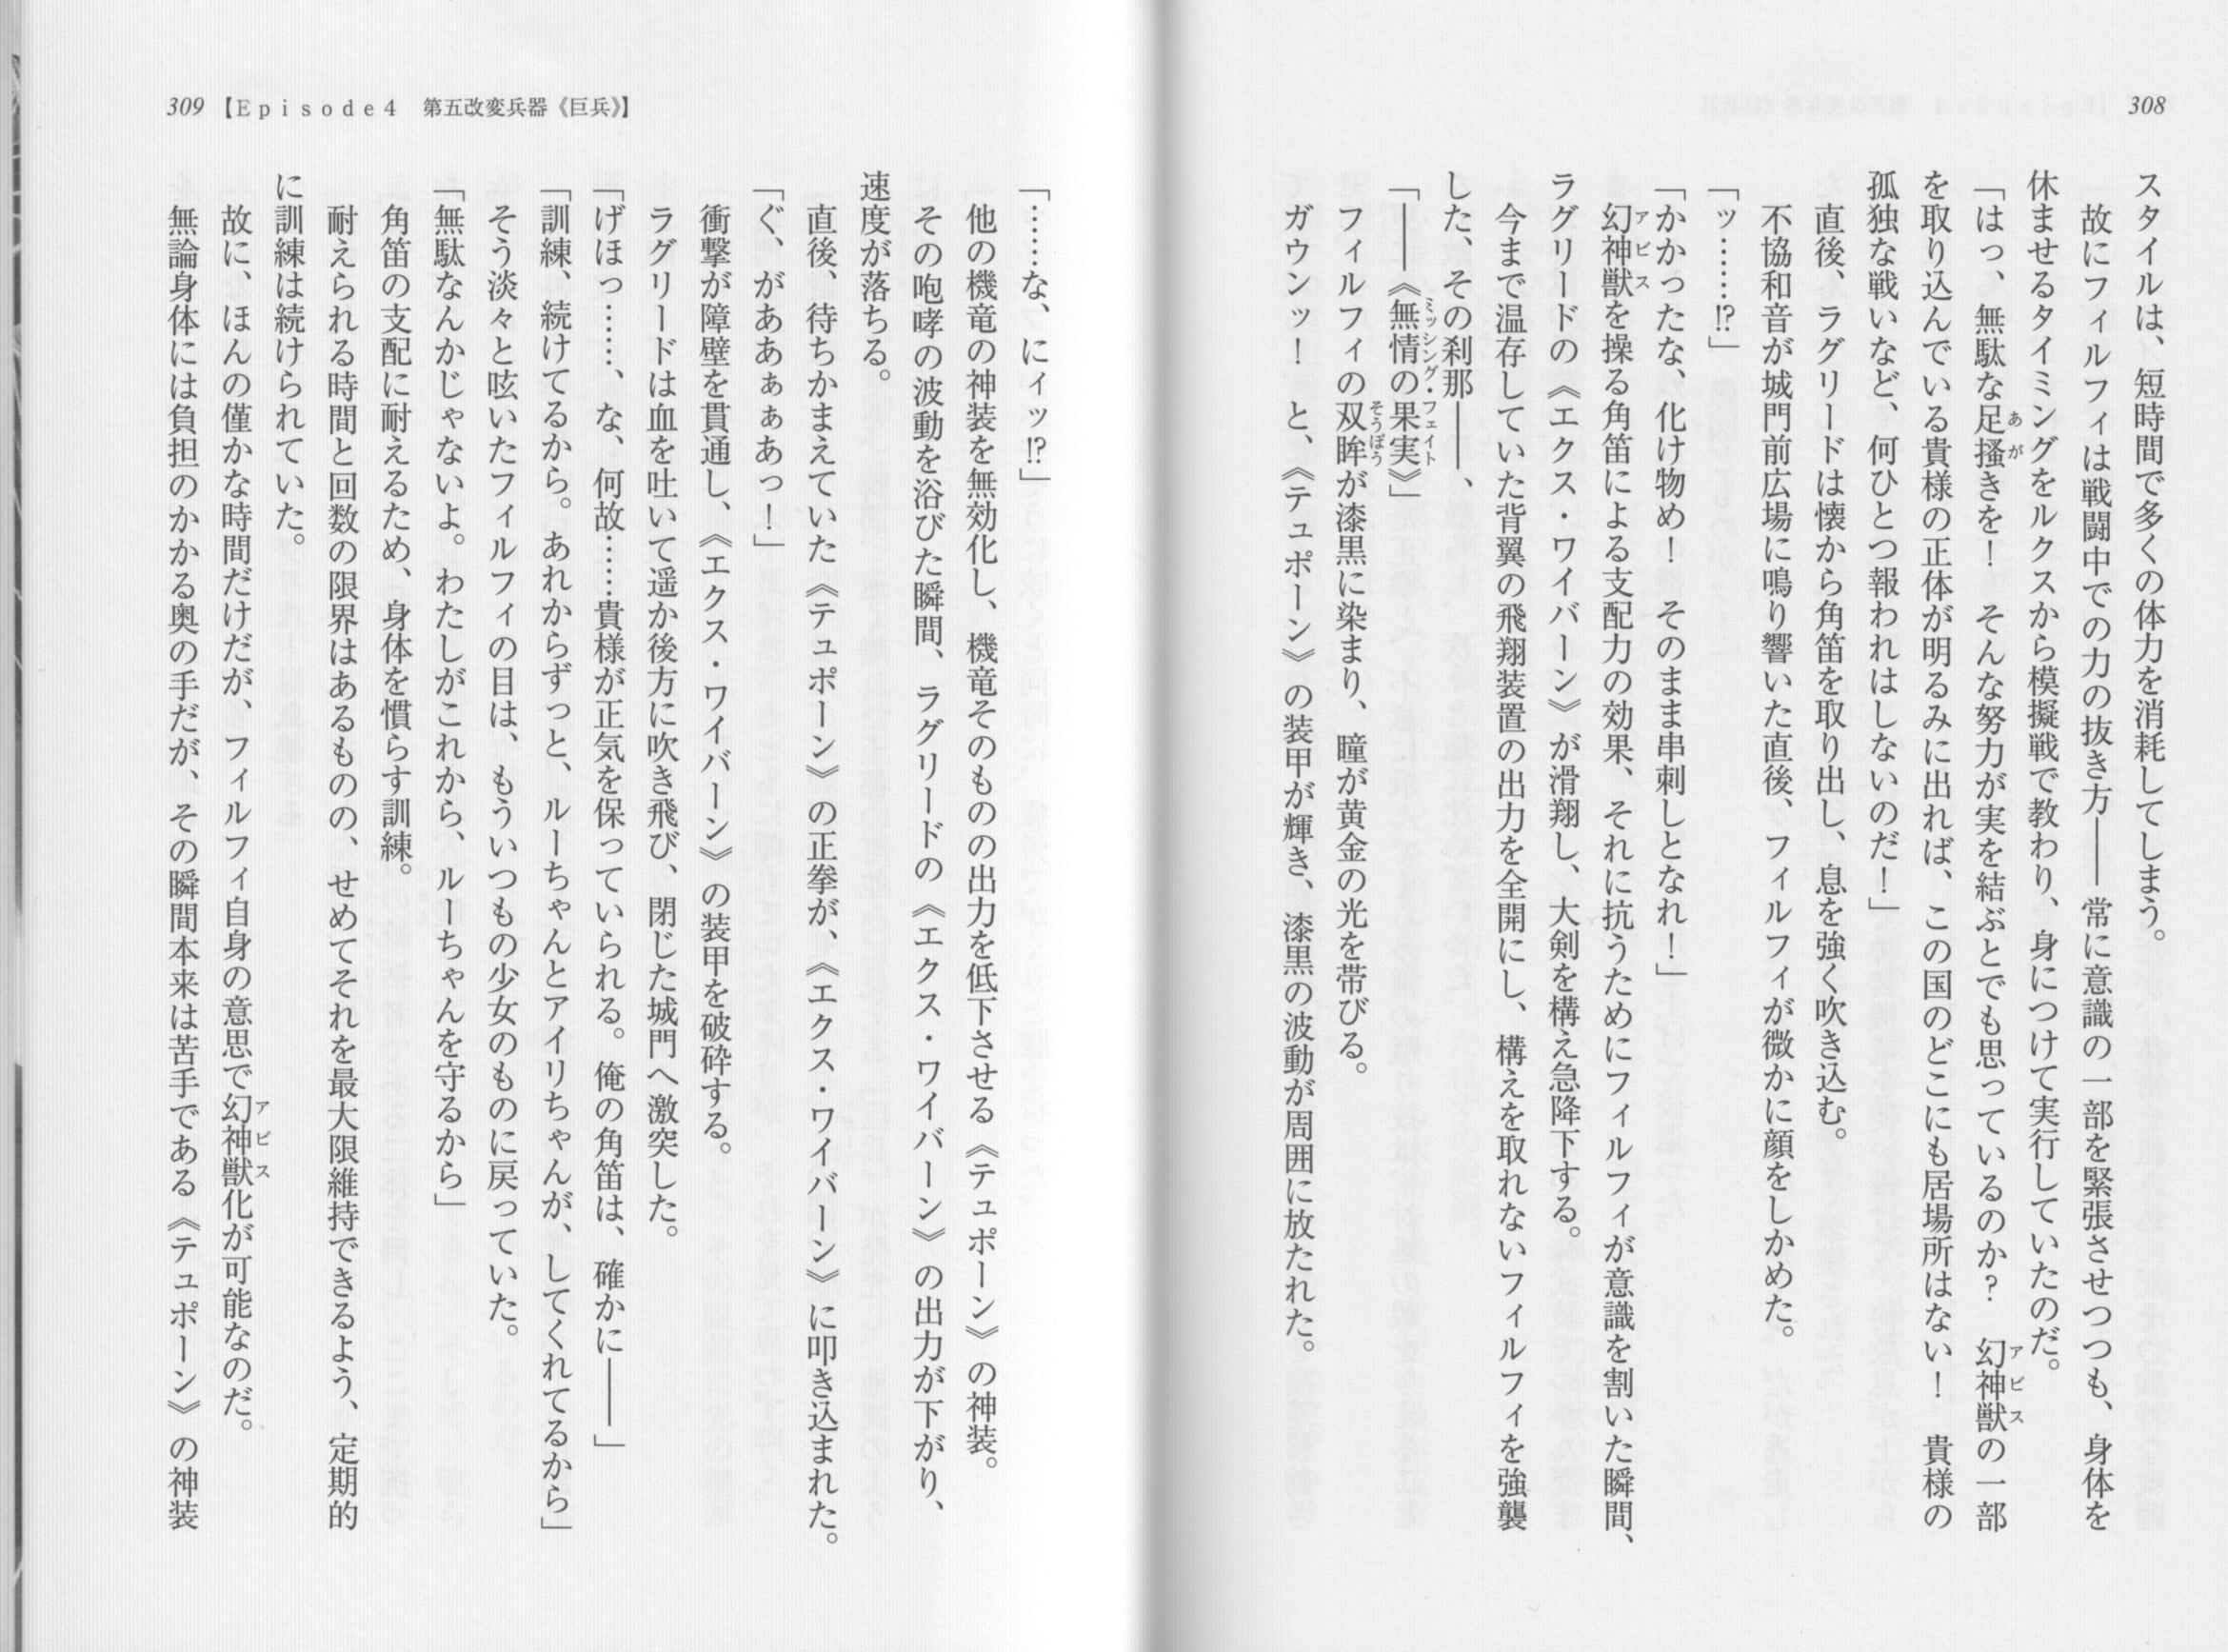 308
スタイルは、短時間で多くの体力を消耗してしまう。
故にフィルフィは戦闘中での力の抜き方――常に意識の一部を緊張させつつも、身体を
休ませるタイミングをルクスから模擬戦で教わり、身につけて実行していたのだ。
「はっ、無駄な足掻きを！　そんな努力が実を結ぶとでも思っているのか？　幻神獣の一部
を取り込んでいる貴様の正体が明るみに出れば、この国のどこにも居場所はない！　貴様の
孤独な戦いなど、何ひとつ報われはしないのだ！」
直後、ラグリードは懐から角笛を取り出し、息を強く吹き込む。
不協和音が城門前広場に鳴り響いた直後、フィルフィが微かに顔をしかめた。
「ッ……⁉」
「かかったな、化け物め！　そのまま串刺しとなれ！」
幻神獣を操る角笛による支配力の効果、それに抗うためにフィルフィが意識を割いた瞬間、
ラグリードの《エクス・ワイバーン》が滑翔し、大剣を構え急降下する。
今まで温存していた背翼の飛翔装置の出力を全開にし、構えを取れないフィルフィを強襲
した、その刹那――、
「――《無情の果実》」
フィルフィの双眸が漆黒に染まり、瞳が黄金の光を帯びる。
ガウンッ！　と、《テュポーン》の装甲が輝き、漆黒の波動が周囲に放たれた。
309【Episode4　第五改変兵器《巨兵》】
「……な、にィッ⁉」
他の機竜の神装を無効化し、機竜そのものの出力を低下させる《テュポーン》の神装。
その咆哮の波動を浴びた瞬間、ラグリードの《エクス・ワイバーン》の出力が下がり、
速度が落ちる。
直後、待ちかまえていた《テュポーン》の正拳が、《エクス・ワイバーン》に叩き込まれた。
「ぐ、がああぁぁあっ！」
衝撃が障壁を貫通し、《エクス・ワイバーン》の装甲を破砕する。
ラグリードは血を吐いて遥か後方に吹き飛び、閉じた城門へ激突した。
「げほっ……、な、何故……貴様が正気を保っていられる。俺の角笛は、確かに――」
「訓練、続けてるから。あれからずっと、ルーちゃんとアイリちゃんが、してくれてるから」
そう淡々と呟いたフィルフィの目は、もういつもの少女のものに戻っていた。
「無駄なんかじゃないよ。わたしがこれから、ルーちゃんを守るから」
角笛の支配に耐えるため、身体を慣らす訓練。
耐えられる時間と回数の限界はあるものの、せめてそれを最大限維持できるよう、定期的
に訓練は続けられていた。
故に、ほんの僅かな時間だけだが、フィルフィ自身の意思で幻神獣化が可能なのだ。
無論身体には負担のかかる奥の手だが、その瞬間本来は苦手である《テュポーン》の神装